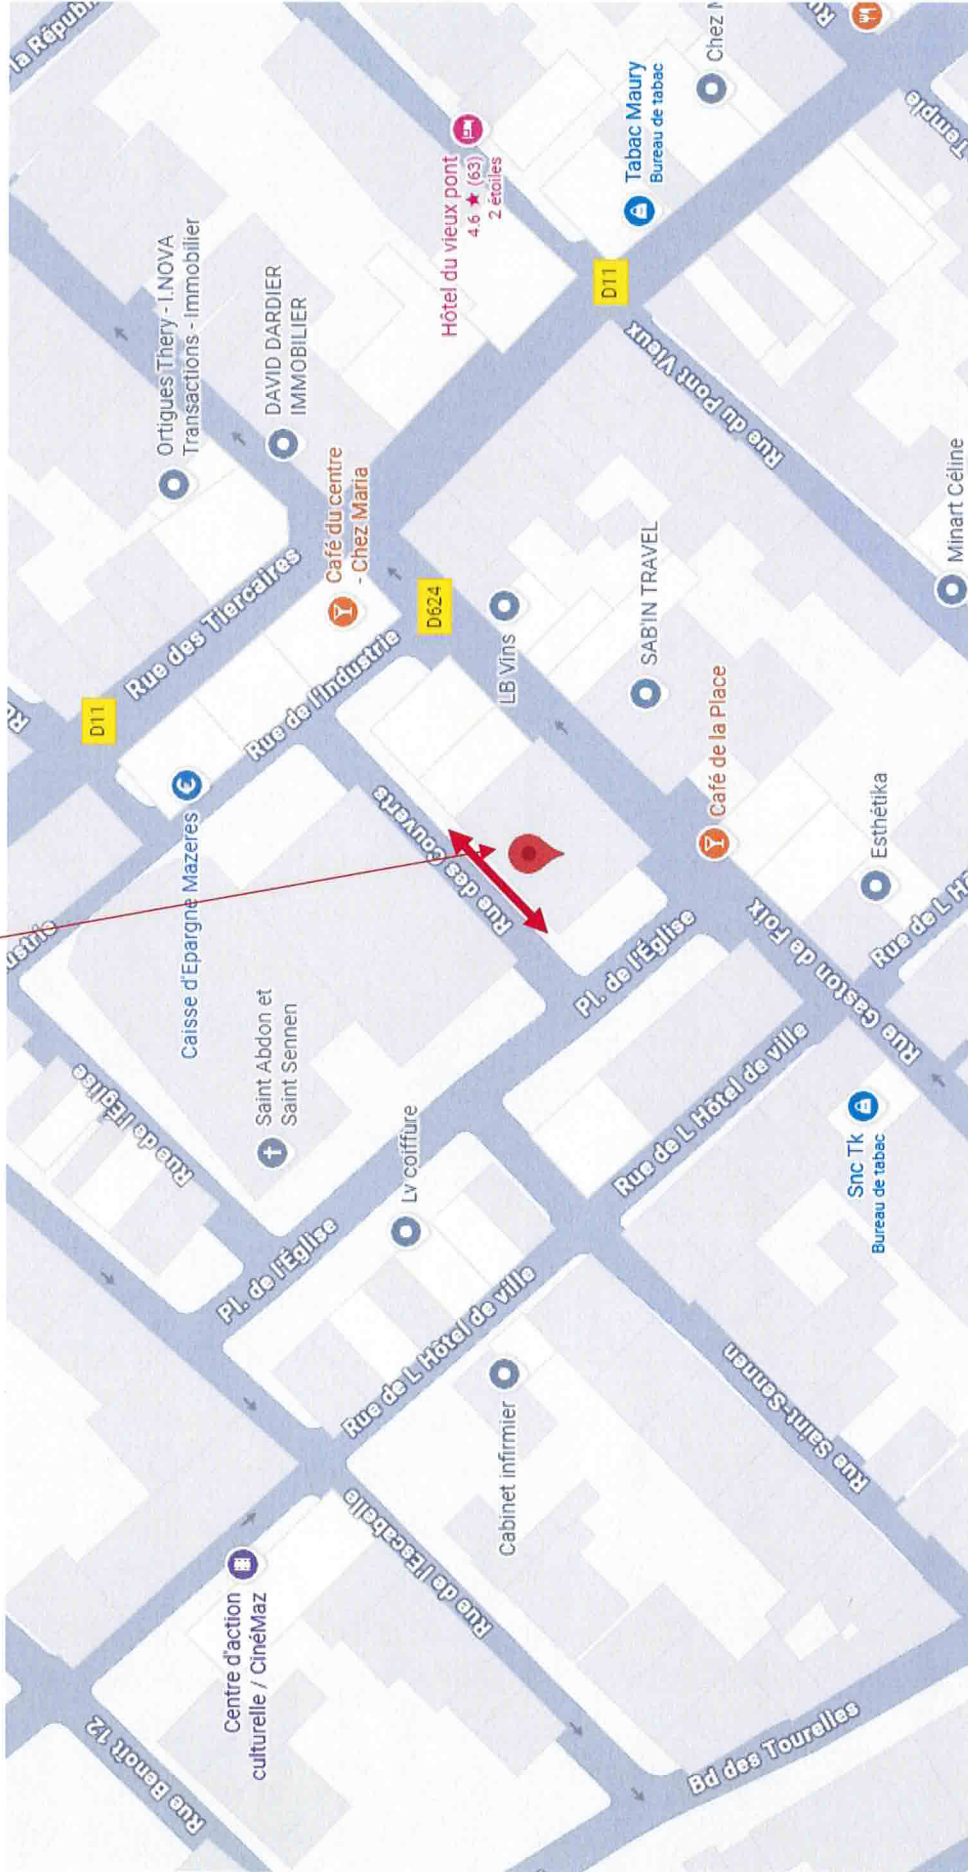 la Républ
Ru
Chez M
Tabac Maury
Bureau de tabac
Temple
Hôtel du vieux pont
4.6 ★ (63)
2 étoiles
Ortigues Thery - I.NOVA
Transactions - Immobilier
DAVID DARDIER
IMMOBILIER
D11
Rue du Pont Vieux
Café du centre
- Chez Maria
Minart Céline
Rue des Tiercaires
D624
SAB'IN TRAVEL
LB Vins
Rue de l'Industrie
D11
Café de la Place
Esthétika
Caisse d'Epargne Mazeres
Rue des Couverts
ustrie
Pl. de l'Église
Rue Gaston de Foix
Rue de L Hô
Saint Abdon et
Saint Sennen
Rue de l'Église
Rue de L Hôtel de ville
Lv coiffure
Snc Tk
Bureau de tabac
Pl. de l'Église
Rue de L Hôtel de ville
Rue Saint-Sennen
Cabinet infirmier
Rue de l'Escabelle
Centre d'action
culturelle / CinéMaz
Bd des Tourelles
Rue Benoit 12